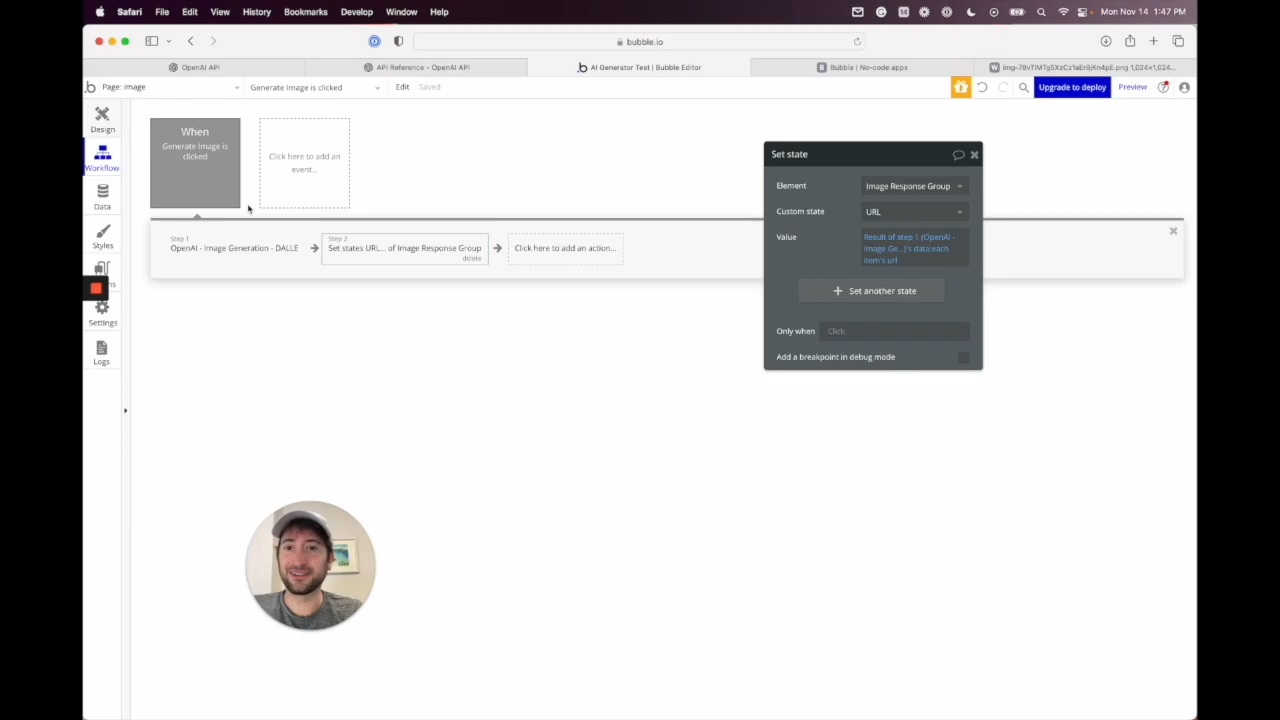 Safari File Edit View History Bookmarks Develop Window Help
14
Mon Nov 14 1:47 PM
bubble.io
OpenAI API
API Reference - OpenAI API
AI Generator Test | Bubble Editor
Bubble | No-code apps
Page: image
Generate Image is clicked
Edit
Saved
Upgrade to deploy
Preview
Design
Workflow
Data
Styles
Settings
Logs
When
Generate Image is
clicked
Click here to add an
event...
Step 1
OpenAI - Image Generation - DALLE
Step 2
Set states URL... of Image Response Group
delete
Click here to add an action...
Set state
Element
Image Response Group
Custom state
URL
Value
Result of step 1 (OpenAI -
Image Ge...)'s data:each
item's url
Set another state
Only when
Click
Add a breakpoint in debug mode